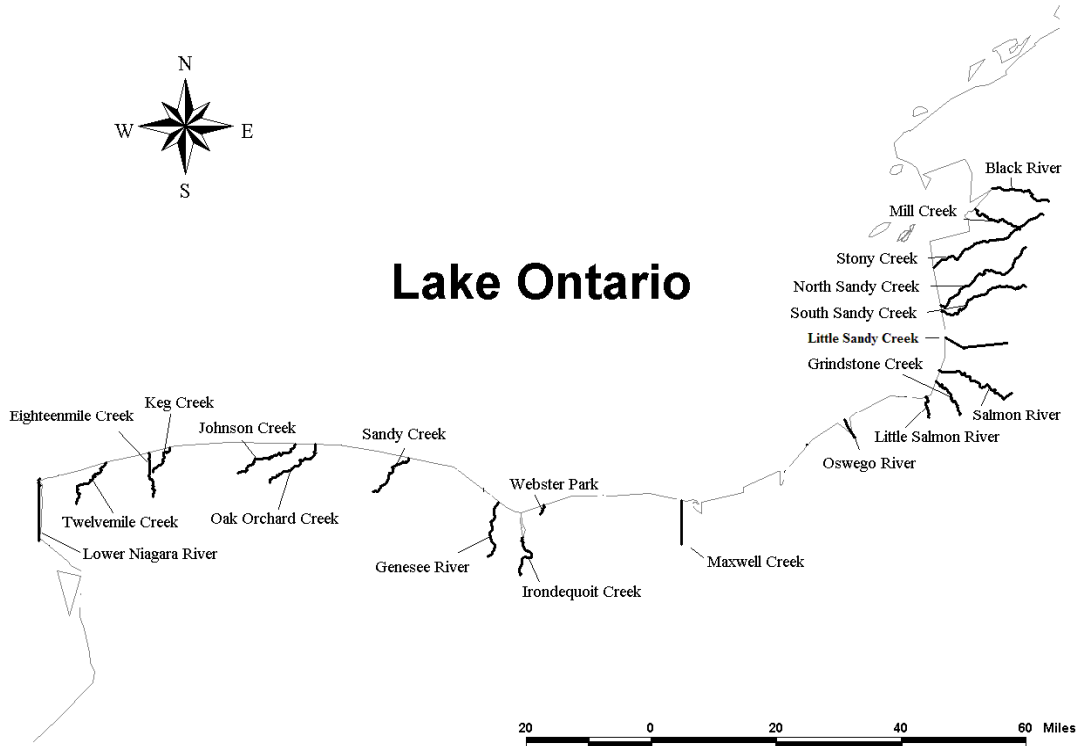 N
W
E
S
Black River
Mill Creek
Stony Creek
Lake Ontario
North Sandy Creek
South Sandy Creek
Little Sandy Creek
Grindstone Creek
Keg Creek
Eighteenmile Creek
Salmon River
Johnson Creek
Sandy Creek
Little Salmon River
Oswego River
Webster Park
Twelvemile Creek
Oak Orchard Creek
Lower Niagara River
Genesee River
Maxwell Creek
Irondequoit Creek
20 0 20 40 60 Miles